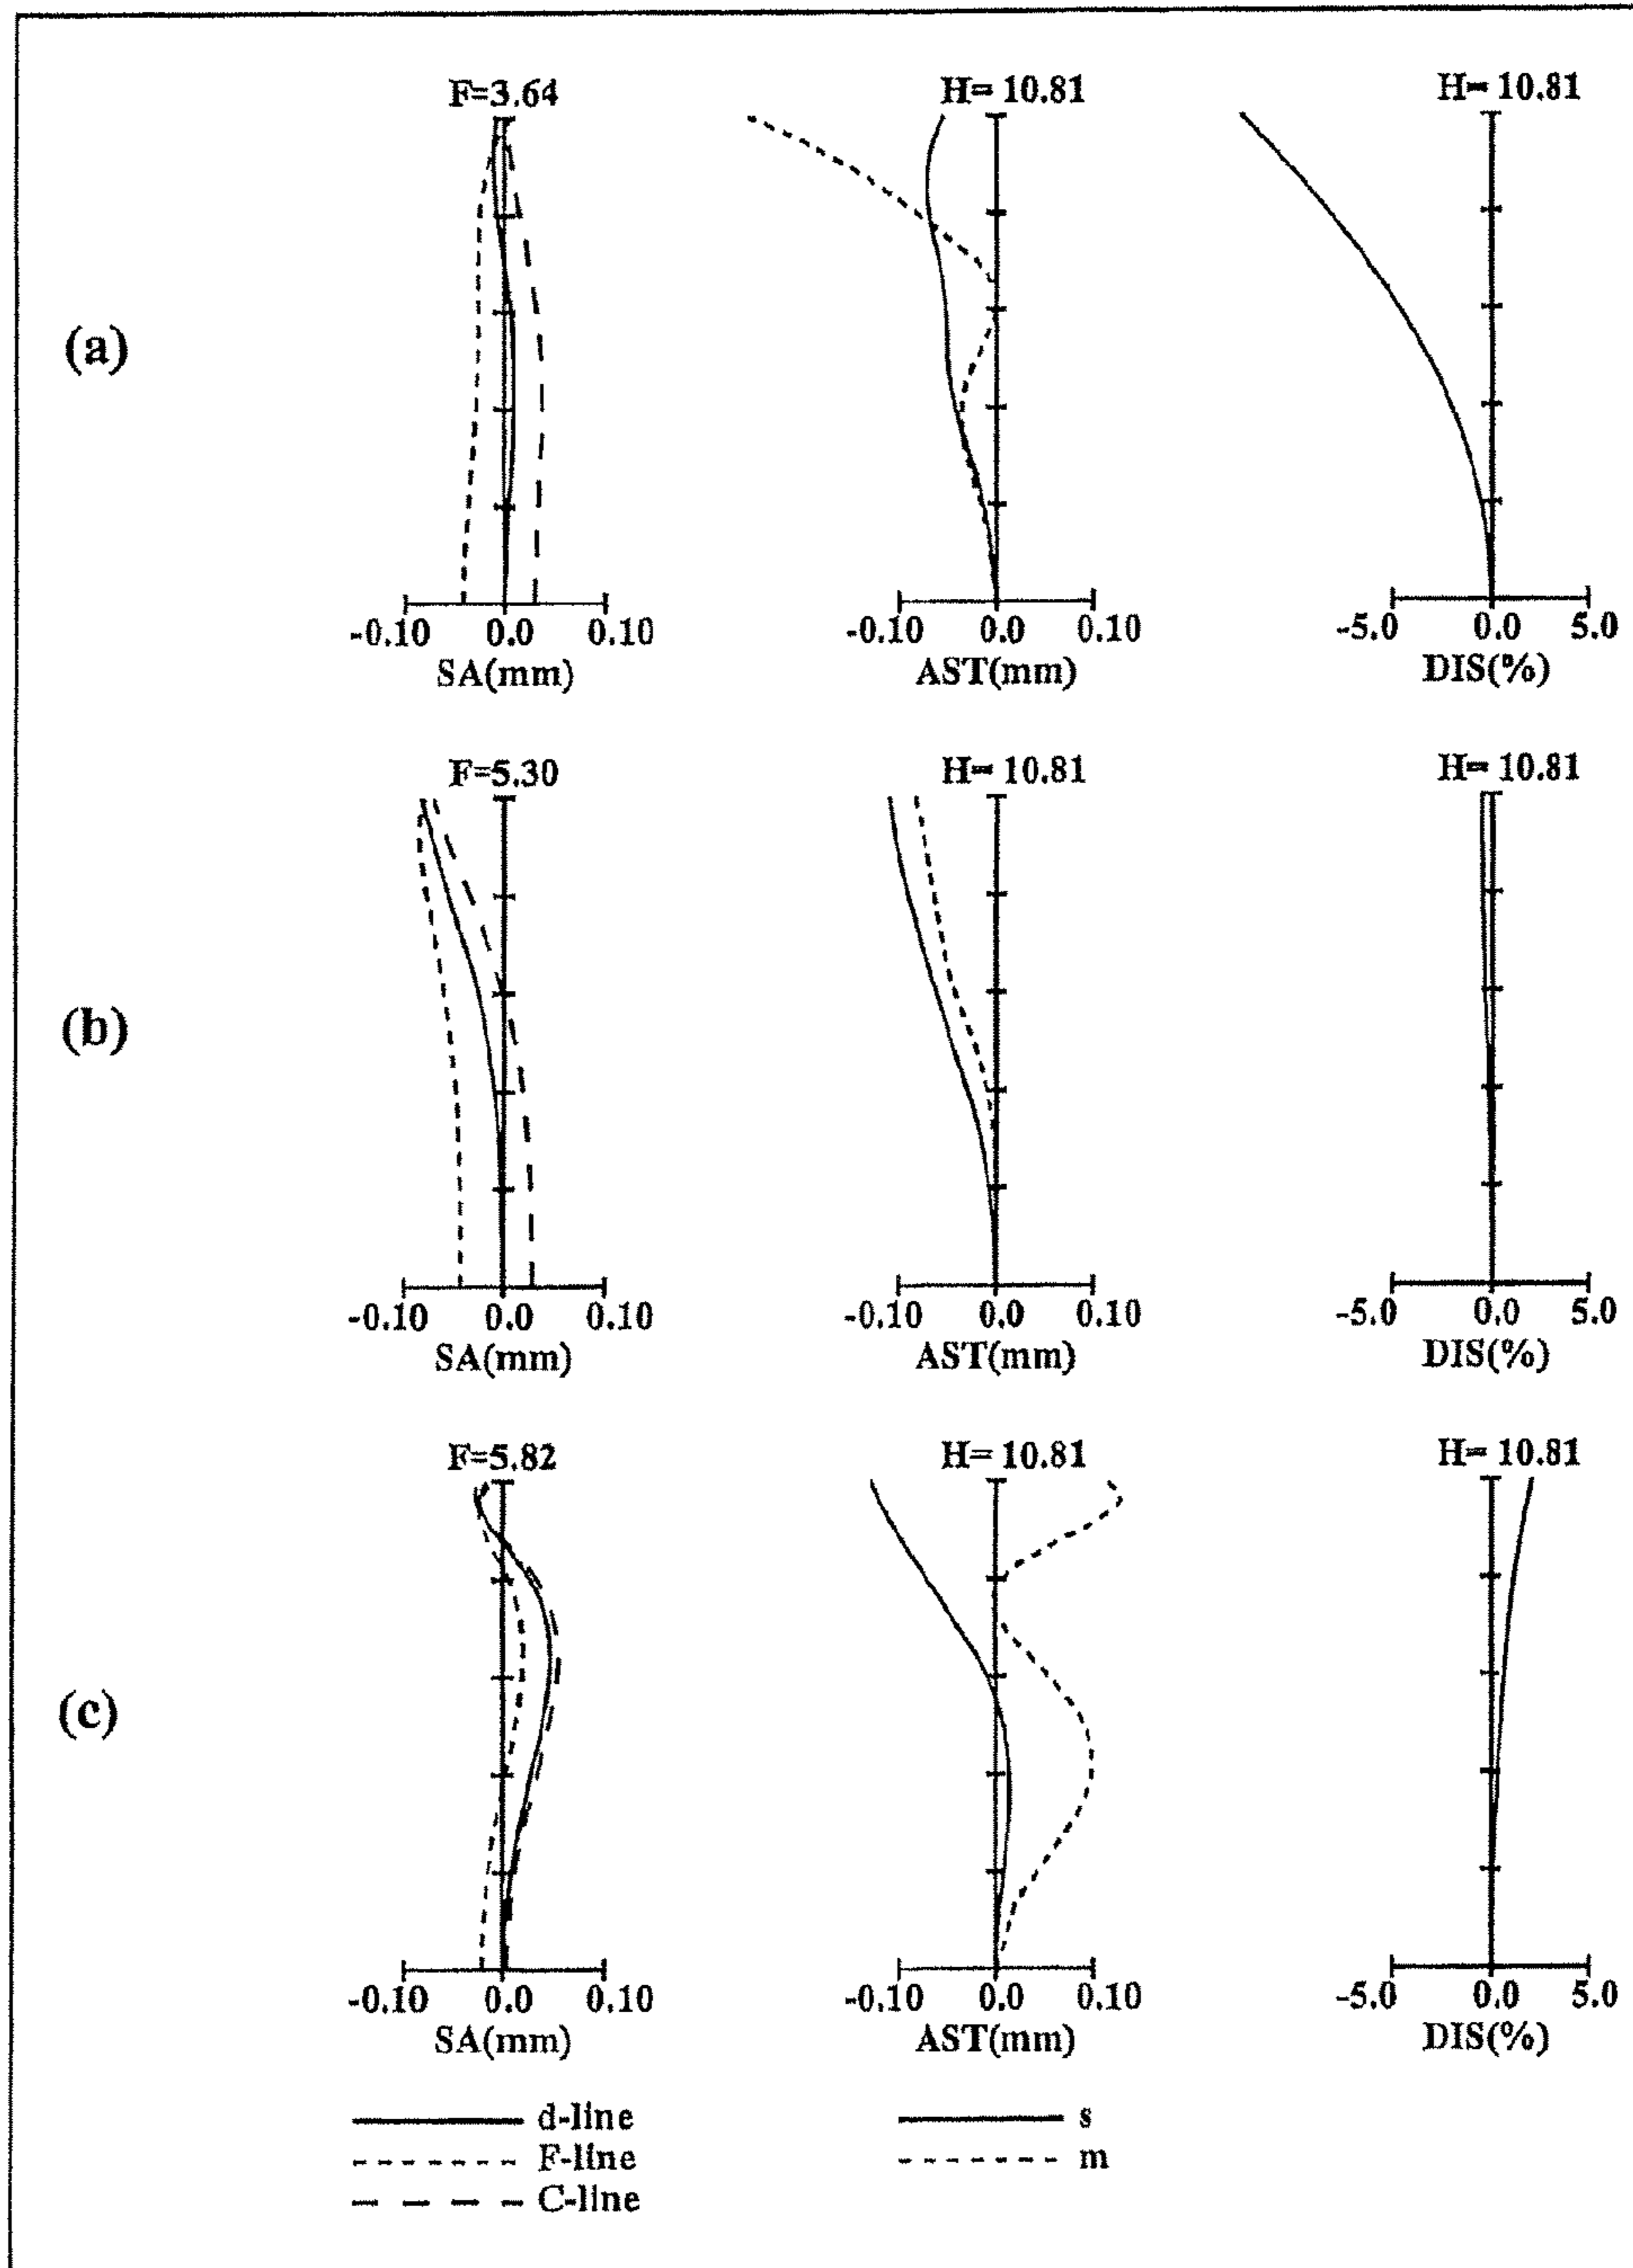 F=3.64
H= 10.81
H= 10.81
(a)
-0.10 0.0 0.10
SA(mm)
-0.10 0.0 0.10
AST(mm)
-5.0 0.0 5.0
DIS(%)
F=5.30
H= 10.81
H= 10.81
(b)
-0.10 0.0 0.10
SA(mm)
-0.10 0.0 0.10
AST(mm)
-5.0 0.0 5.0
DIS(%)
F=5.82
H= 10.81
H= 10.81
(c)
-0.10 0.0 0.10
SA(mm)
-0.10 0.0 0.10
AST(mm)
-5.0 0.0 5.0
DIS(%)
d-line
F-line
C-line
s
m